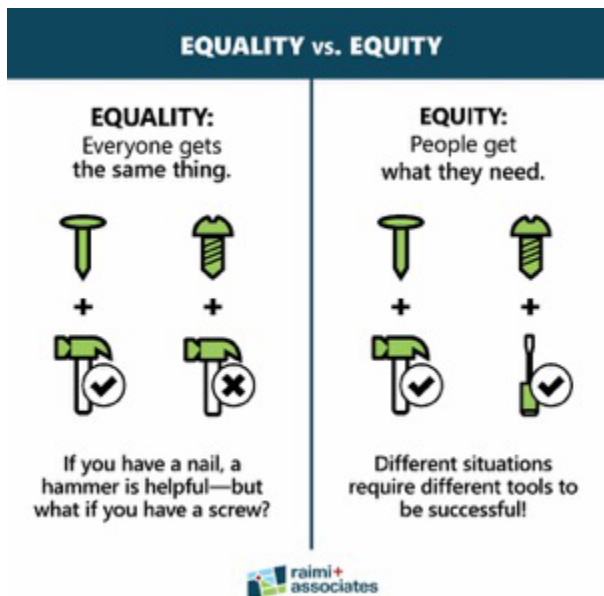 EQUALITY vs. EQUITY
EQUALITY:
Everyone gets
the same thing.
+
+
If you have a nail, a
hammer is helpful—but
what if you have a screw?
EQUITY:
People get
what they need.
+
+
Different situations
require different tools to
be successful!
raimi+
associates